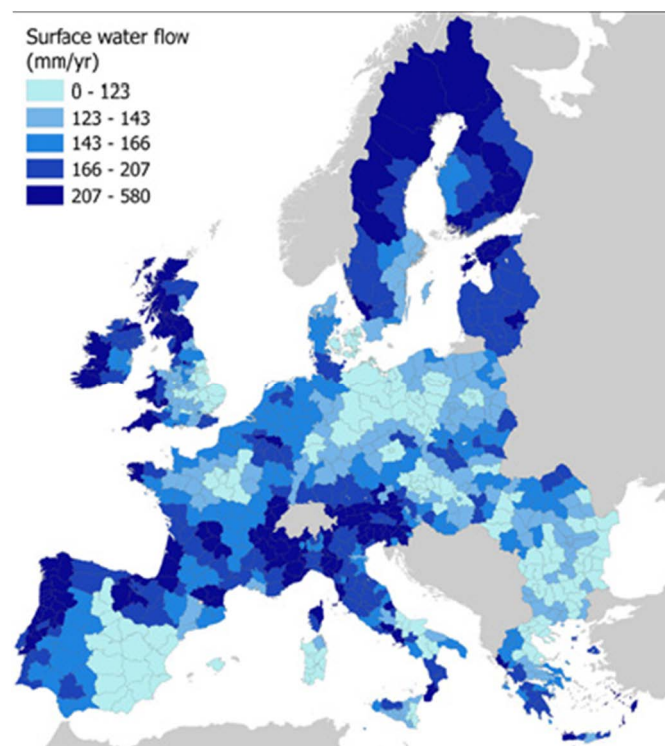 Surface water flow
(mm/yr)
0 - 123
123 - 143
143 - 166
166 - 207
207 - 580